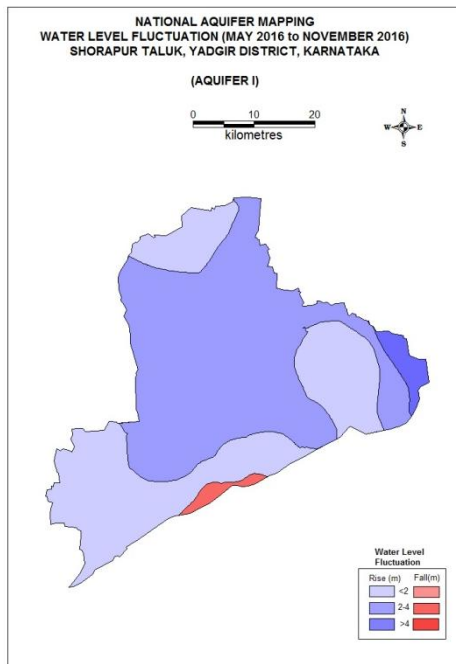 NATIONAL AQUIFER MAPPING
WATER LEVEL FLUCTUATION (MAY 2016 to NOVEMBER 2016)
SHORAPUR TALUK, YADGIR DISTRICT, KARNATAKA
(AQUIFER I)
0 10 20
kilometres
N
W E
S
Water Level
Fluctuation
Rise (m) Fall(m)
<2
2-4
>4